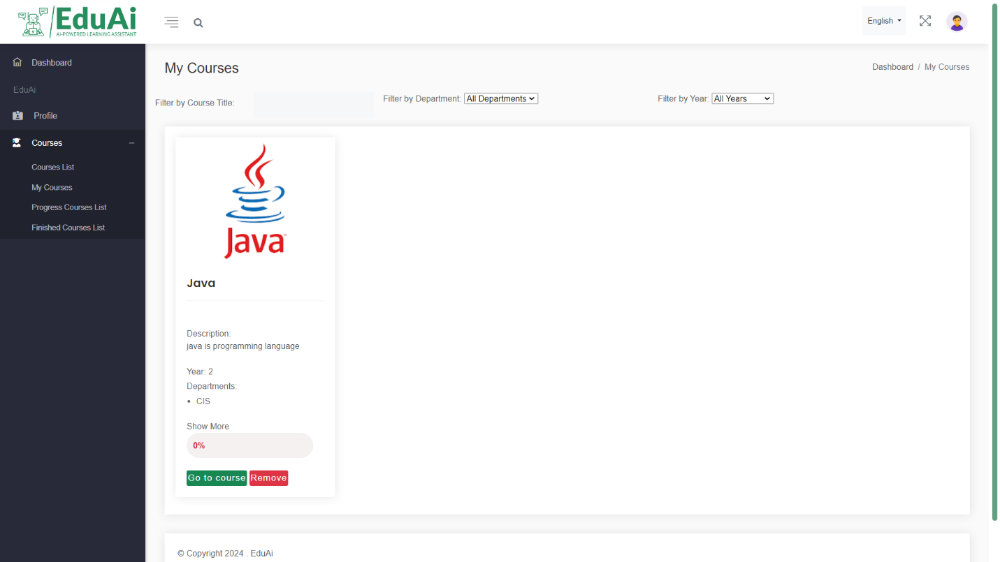 EduAi
AI-POWERED LEARNING ASSISTANT
English
Dashboard
EduAi
Profile
Courses
Courses List
My Courses
Progress Courses List
Finished Courses List
My Courses
Dashboard / My Courses
Filter by Course Title:
Filter by Department: All Departments
Filter by Year: All Years
Java
Java
Description:
java is programming language
Year: 2
Departments:
• CIS
Show More
0%
Go to course Remove
© Copyright 2024 . EduAi